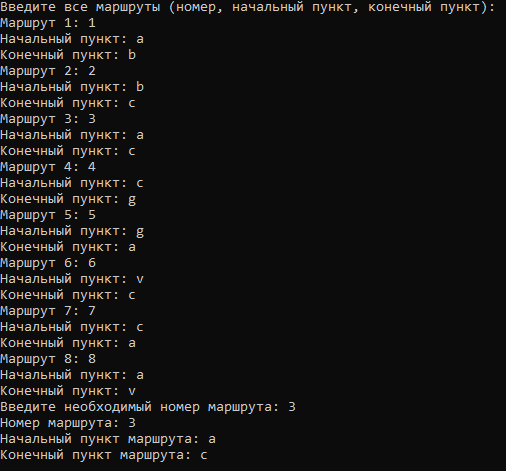 Введите все маршруты (номер, начальный пункт, конечный пункт):
Маршрут 1: 1
Начальный пункт: a
Конечный пункт: b
Маршрут 2: 2
Начальный пункт: b
Конечный пункт: c
Маршрут 3: 3
Начальный пункт: a
Конечный пункт: c
Маршрут 4: 4
Начальный пункт: c
Конечный пункт: g
Маршрут 5: 5
Начальный пункт: g
Конечный пункт: a
Маршрут 6: 6
Начальный пункт: v
Конечный пункт: c
Маршрут 7: 7
Начальный пункт: c
Конечный пункт: a
Маршрут 8: 8
Начальный пункт: a
Конечный пункт: v
Введите необходимый номер маршрута: 3
Номер маршрута: 3
Начальный пункт маршрута: a
Конечный пункт маршрута: c